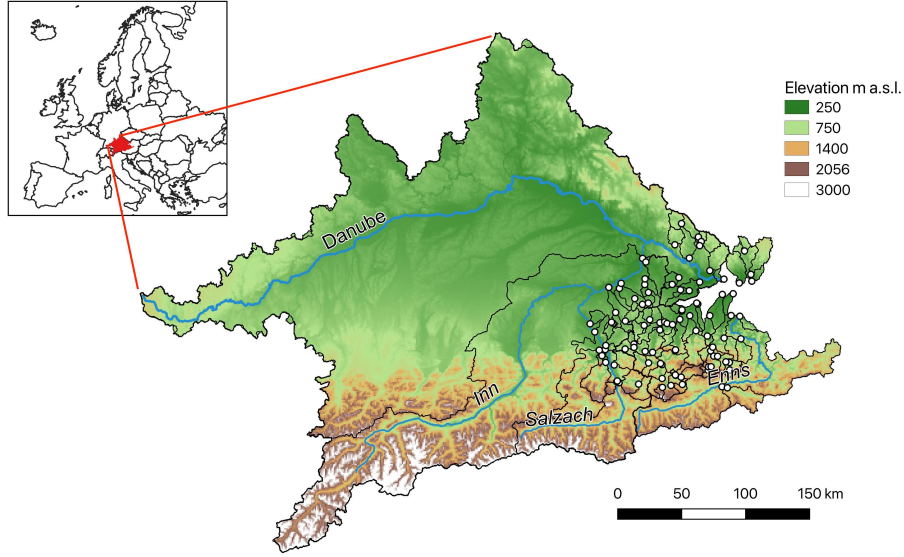 Elevation m a.s.l.
250
750
1400
2056
3000
Danube
Inn
Salzach
Enns
0 50 100 150 km